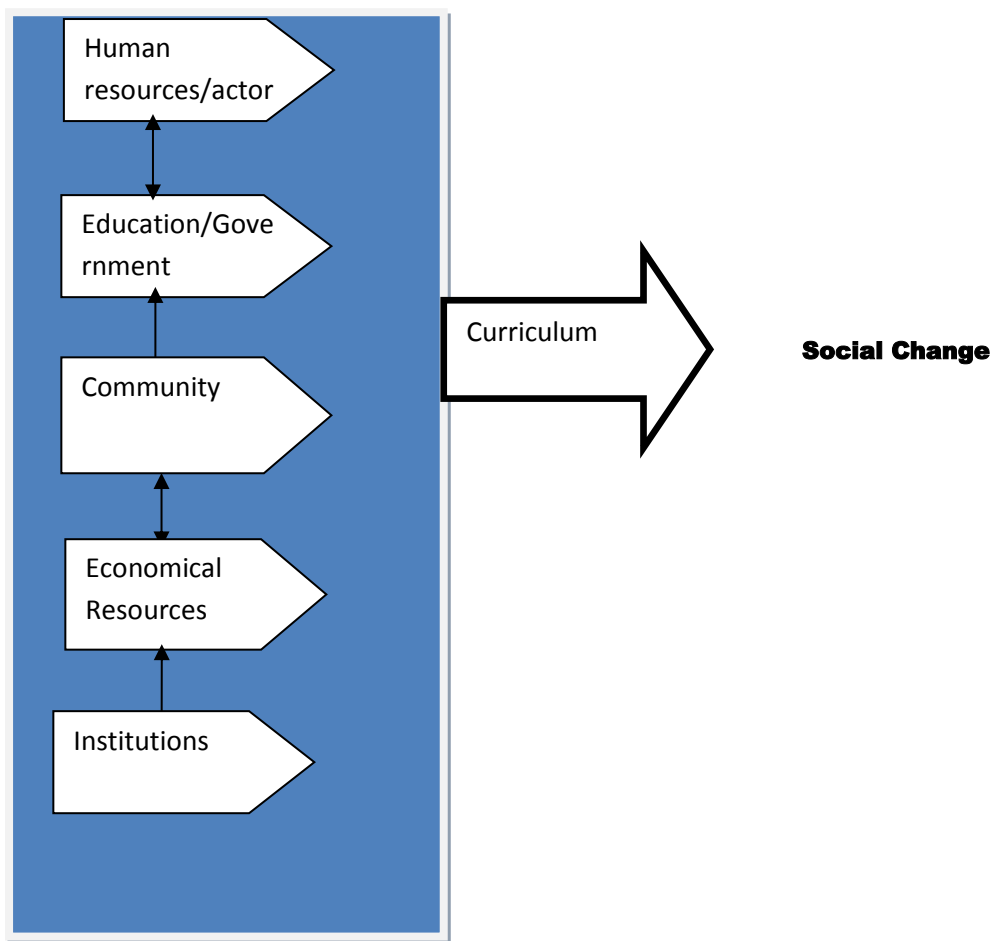 Human
resources/actor
Education/Gove
rnment
Community
Curriculum
Social Change
Economical
Resources
Institutions